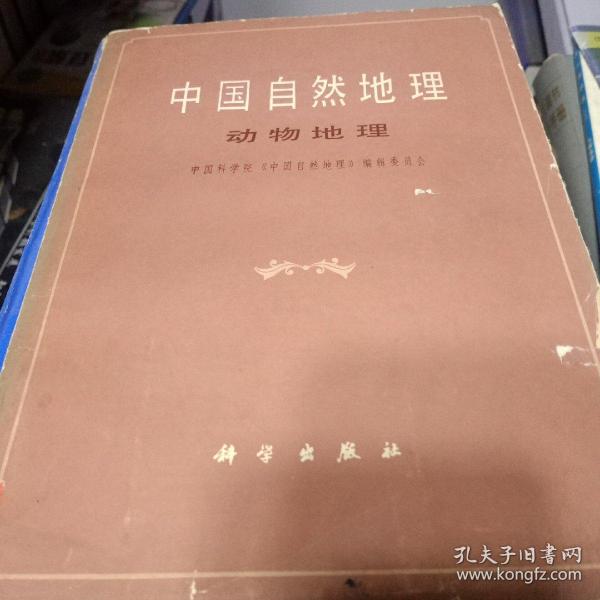 中国自然地理
动物地理
中国科学院《中国自然地理》编辑委员会
科学出版社
孔夫子旧书网
www.kongfz.com